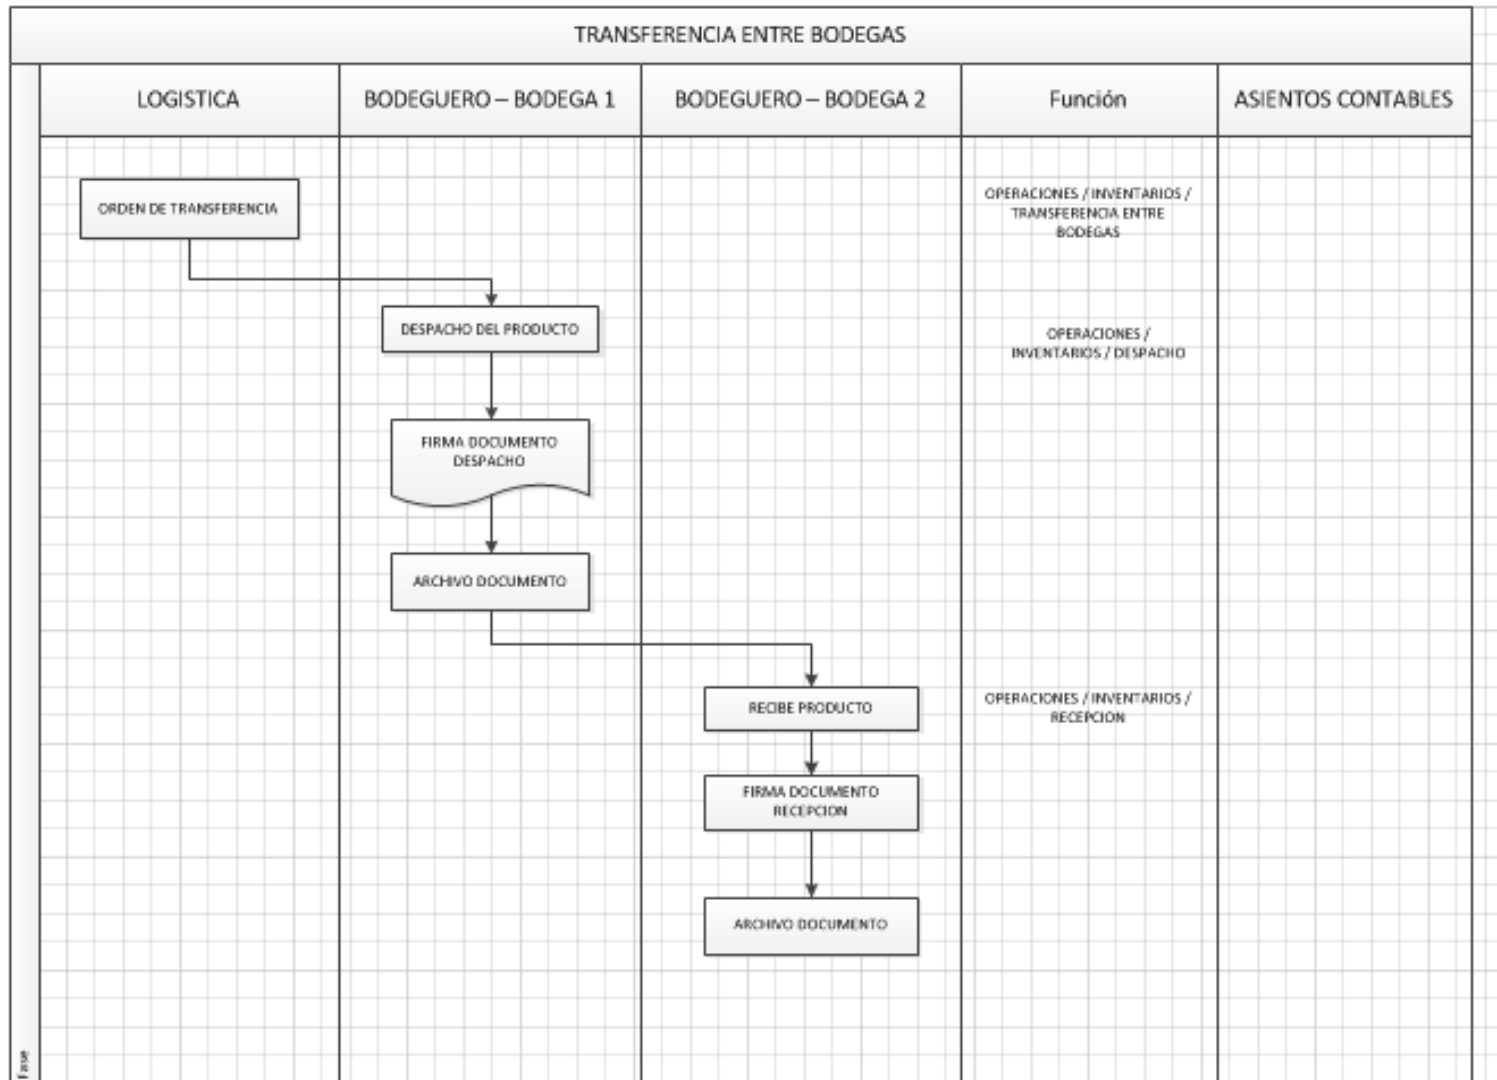 TRANSFERENCIA ENTRE BODEGAS
LOGISTICA
BODEGUERO – BODEGA 1
BODEGUERO – BODEGA 2
Función
ASIENTOS CONTABLES
ORDEN DE TRANSFERENCIA
OPERACIONES / INVENTARIOS /
TRANSFERENCIA ENTRE
BODEGAS
DESPACHO DEL PRODUCTO
OPERACIONES /
INVENTARIOS / DESPACHO
FIRMA DOCUMENTO
DESPACHO
ARCHIVO DOCUMENTO
RECIBE PRODUCTO
OPERACIONES / INVENTARIOS /
RECEPCION
FIRMA DOCUMENTO
RECEPCION
ARCHIVO DOCUMENTO
Fase